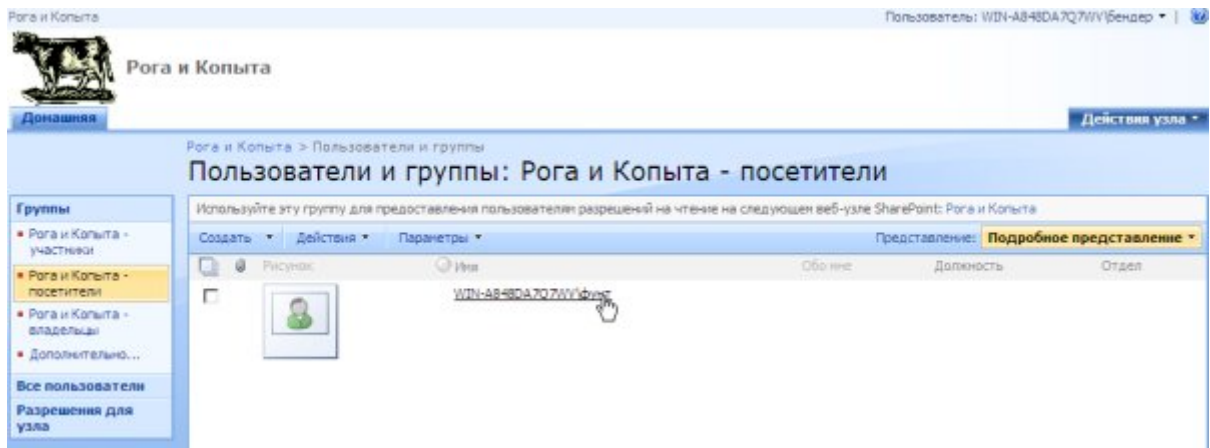 Рога и Копыта
Пользователь: WIN-A848DA7Q7WV\бендер
Рога и Копыта
Домашняя
Действия узла
Рога и Копыта > Пользователи и группы
Пользователи и группы: Рога и Копыта - посетители
Группы
Используйте эту группу для предоставления пользователям разрешений на чтение на следующем веб-узле SharePoint: Рога и Копыта
Рога и Копыта -
участники
Создать Действия Параметры Представление: Подробное представление
Рога и Копыта -
посетители
Рисунок Имя Обо мне Должность Отдел
WIN-A848DA7Q7WV\фунт
Рога и Копыта -
владельцы
Дополнительно...
Все пользователи
Разрешения для
узла